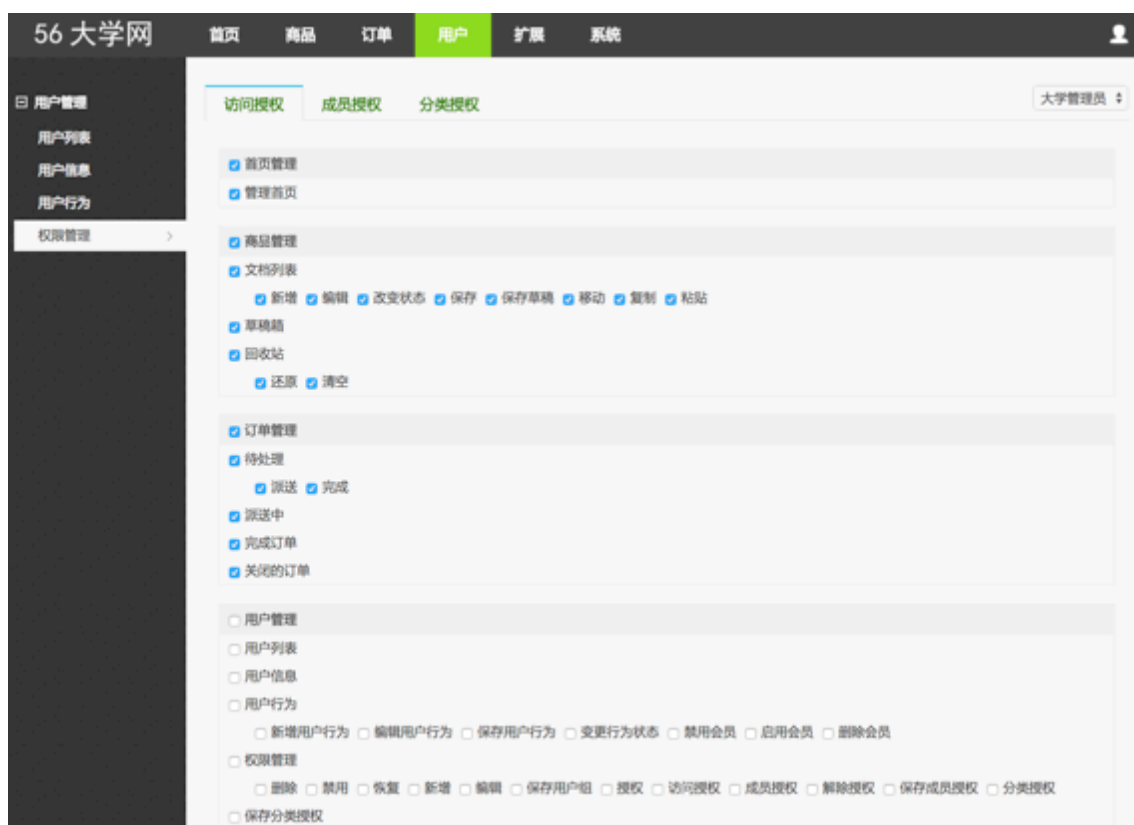 56 大学网 首页 商品 订单 用户 扩展 系统
用户管理
用户列表
用户信息
用户行为
权限管理
访问授权 成员授权 分类授权 大学管理员
首页管理
管理首页
商品管理
文档列表
新增 编辑 改变状态 保存 保存草稿 移动 复制 粘贴
草稿箱
回收站
还原 清空
订单管理
待处理
派送 完成
派送中
完成订单
关闭的订单
用户管理
用户列表
用户信息
用户行为
新增用户行为 编辑用户行为 保存用户行为 变更行为状态 禁用会员 启用会员 删除会员
权限管理
删除 禁用 恢复 新增 编辑 保存用户组 授权 访问授权 成员授权 解除授权 保存成员授权 分类授权
保存分类授权